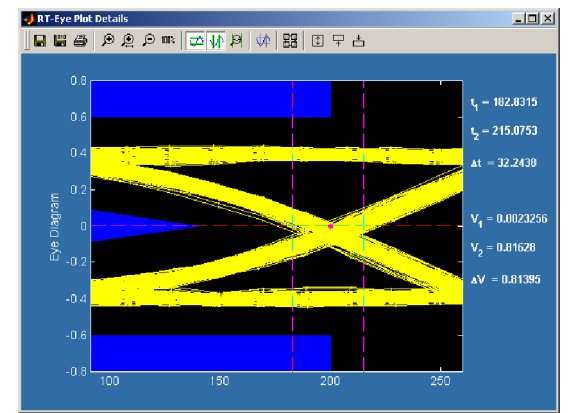 RT-Eye Plot Details
100%
0.8
t1 = 182.8315
0.6
t2 = 215.0753
0.4
Δt = 32.2438
0.2
V1 = 0.0023256
0
Eye Diagram
V2 = 0.81628
-0.2
ΔV = 0.81395
-0.4
-0.6
-0.8
100 150 200 250